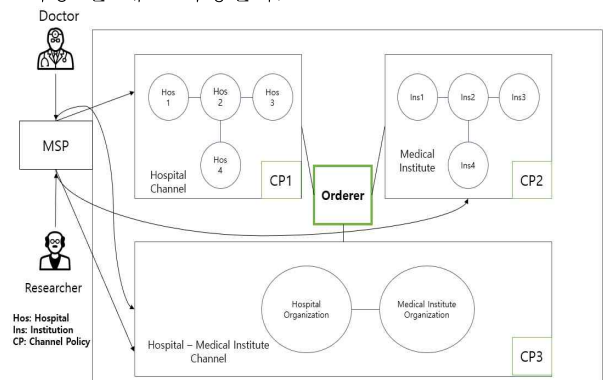 Doctor
MSP
Researcher
Hos: Hospital
Ins: Institution
CP: Channel Policy
Hos
1
Hos
2
Hos
3
Hos
4
Hospital
Channel
CP1
Orderer
Ins1
Ins2
Ins3
Ins4
Medical
Institute
CP2
Hospital
Organization
Medical Institute
Organization
Hospital – Medical Institute
Channel
CP3